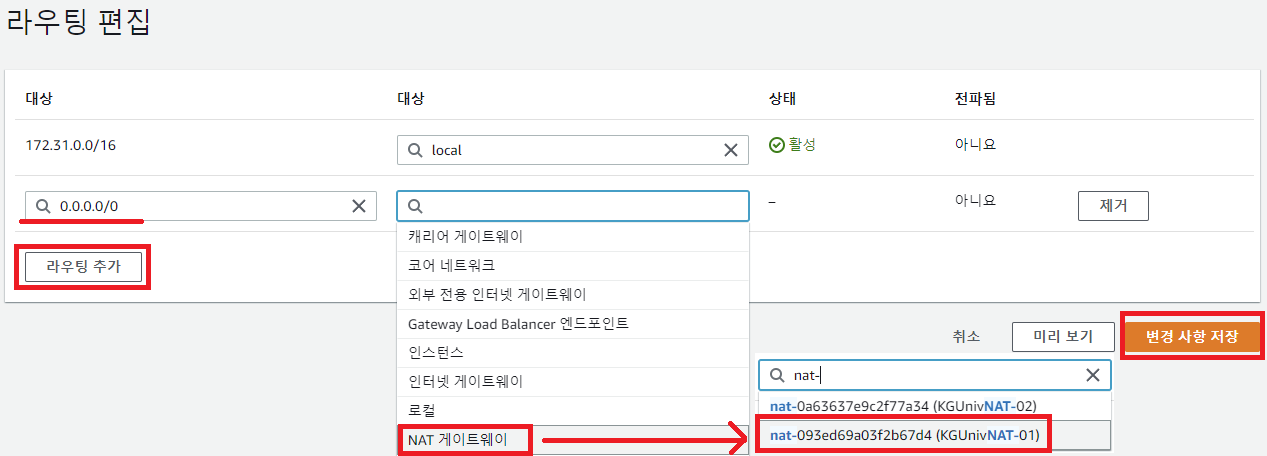 라우팅 편집
대상 대상 상태 전파됨
172.31.0.0/16 local 활성 아니요
0.0.0.0/0 – 아니요 제거
라우팅 추가
캐리어 게이트웨이
코어 네트워크
외부 전용 인터넷 게이트웨이
Gateway Load Balancer 엔드포인트
인스턴스
인터넷 게이트웨이
로컬
NAT 게이트웨이
취소 미리 보기 변경 사항 저장
nat-
nat-0a63637e9c2f77a34 (KGUnivNAT-02)
nat-093ed69a03f2b67d4 (KGUnivNAT-01)